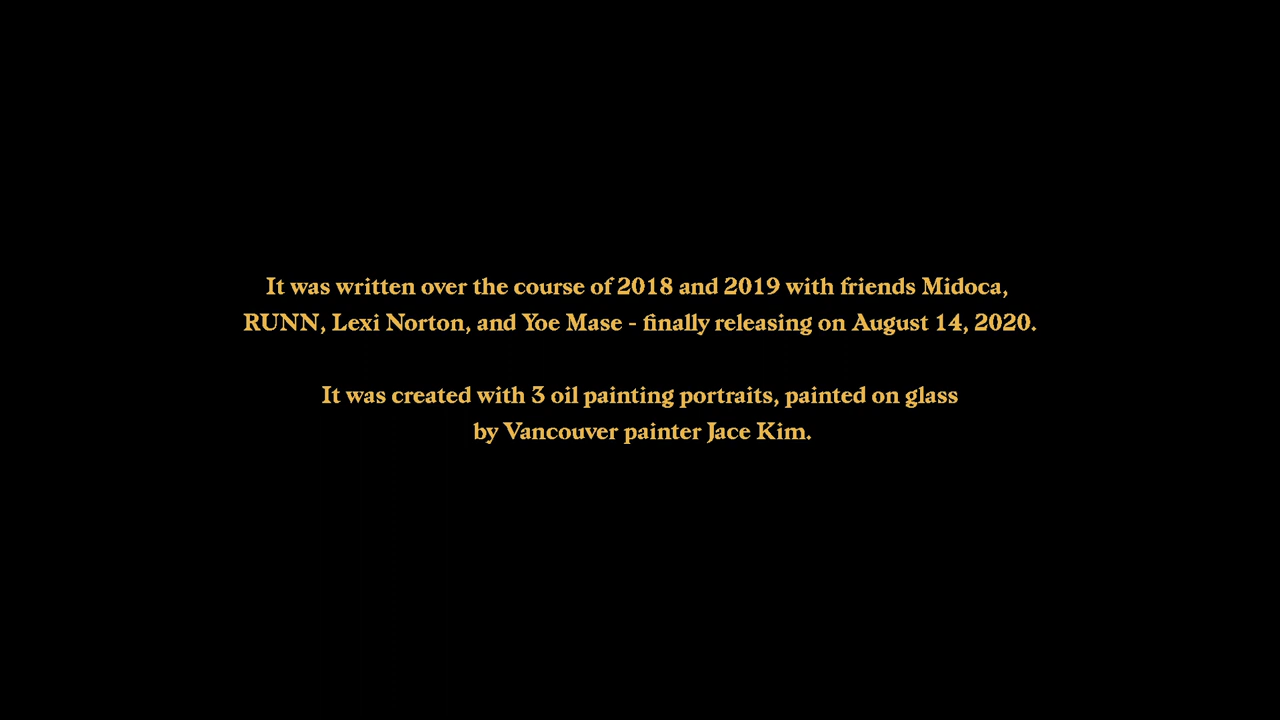 It was written over the course of 2018 and 2019 with friends Midoca,
RUNN, Lexi Norton, and Yoe Mase - finally releasing on August 14, 2020.
It was created with 3 oil painting portraits, painted on glass
by Vancouver painter Jace Kim.